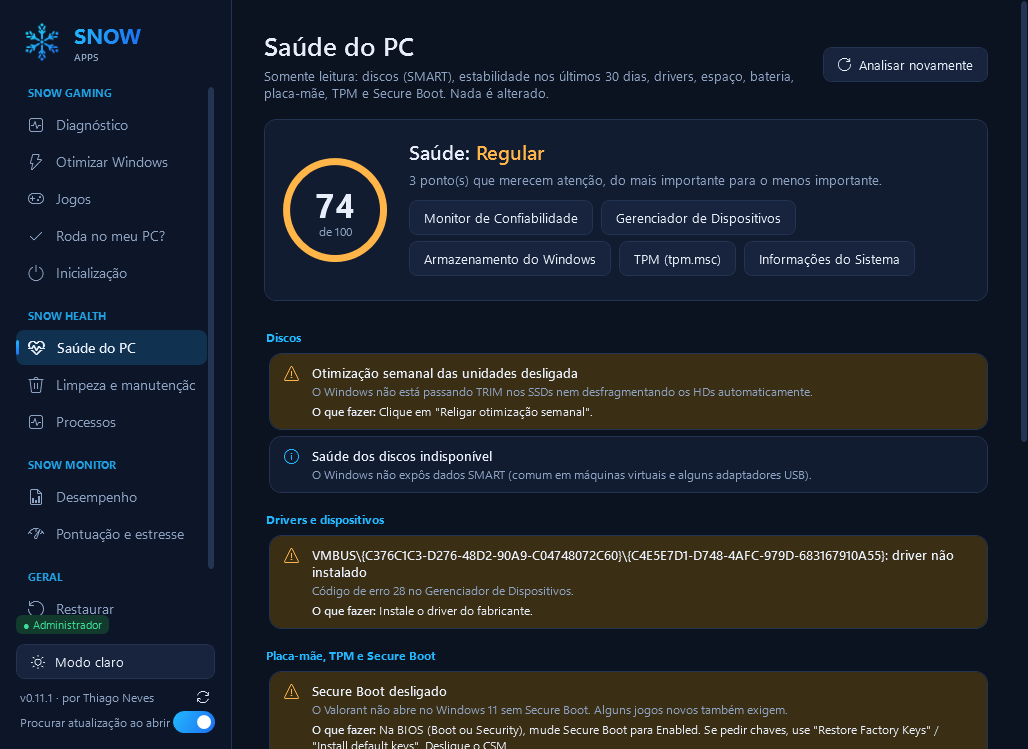 SNOW
APPS
SNOW GAMING
Diagnóstico
Otimizar Windows
Jogos
Roda no meu PC?
Inicialização
SNOW HEALTH
Saúde do PC
Limpeza e manutençãc
Processos
SNOW MONITOR
Desempenho
Pontuação e estresse
GERAL
Restaurar
Administrador
Modo claro
v0.11.1 · por Thiago Neves
Procurar atualização ao abrir
Saúde do PC
Somente leitura: discos (SMART), estabilidade nos últimos 30 dias, drivers, espaço, bateria,
placa-mãe, TPM e Secure Boot. Nada é alterado.
Analisar novamente
74
de 100
Saúde: Regular
3 ponto(s) que merecem atenção, do mais importante para o menos importante.
Monitor de Confiabilidade
Gerenciador de Dispositivos
Armazenamento do Windows
TPM (tpm.msc)
Informações do Sistema
Discos
Otimização semanal das unidades desligada
O Windows não está passando TRIM nos SSDs nem desfragmentando os HDs automaticamente.
O que fazer: Clique em "Religar otimização semanal".
Saúde dos discos indisponível
O Windows não expôs dados SMART (comum em máquinas virtuais e alguns adaptadores USB).
Drivers e dispositivos
VMBUS\{C376C1C3-D276-48D2-90A9-C04748072C60}\{C4E5E7D1-D748-4AFC-979D-683167910A55}: driver não
instalado
Código de erro 28 no Gerenciador de Dispositivos.
O que fazer: Instale o driver do fabricante.
Placa-mãe, TPM e Secure Boot
Secure Boot desligado
O Valorant não abre no Windows 11 sem Secure Boot. Alguns jogos novos também exigem.
O que fazer: Na BIOS (Boot ou Security), mude Secure Boot para Enabled. Se pedir chaves, use "Restore Factory Keys" /
"Install default keys". Desligue o CSM.